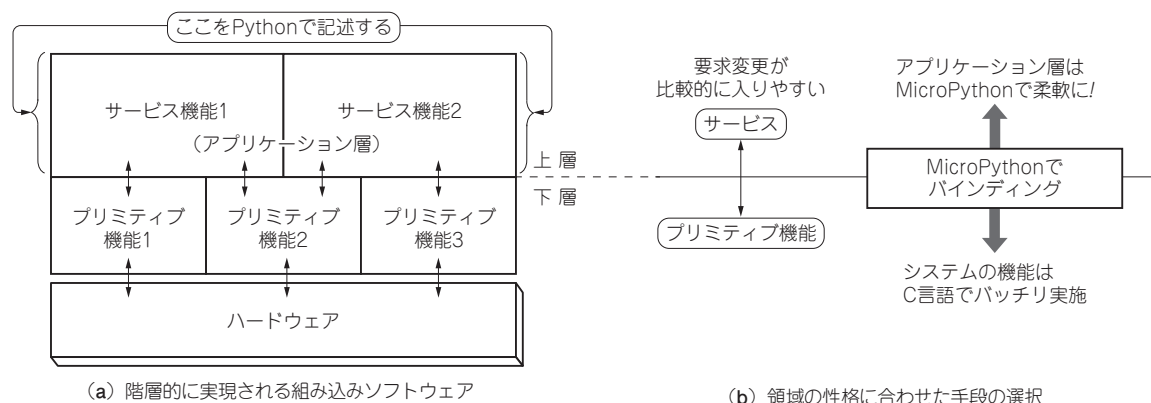 ここをPythonで記述する
サービス機能1
サービス機能2
(アプリケーション層)
上 層
下 層
プリミティブ
機能1
プリミティブ
機能2
プリミティブ
機能3
ハードウェア
(a) 階層的に実現される組み込みソフトウェア
要求変更が
比較的に入りやすい
サービス
プリミティブ機能
アプリケーション層は
MicroPythonで柔軟に!
MicroPythonで
バインディング
システムの機能は
C言語でバッチリ実施
(b) 領域の性格に合わせた手段の選択